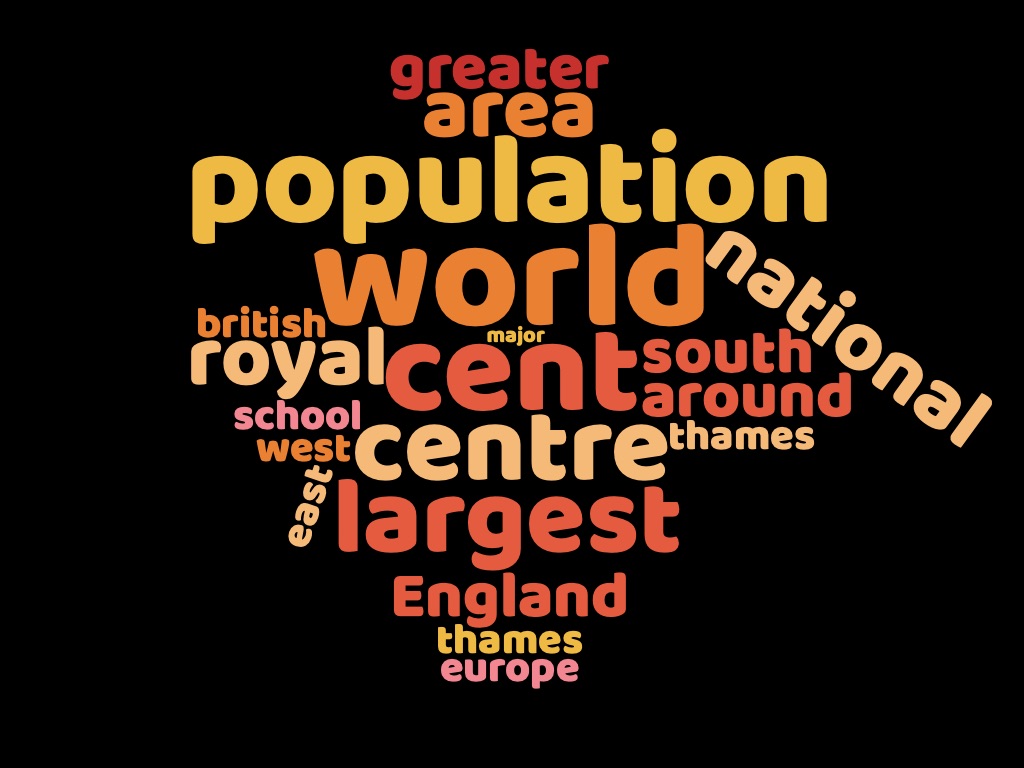 greater
area
population
world
national
british
major
royal
cent
south
around
school
thames
west
centre
east
largest
England
thames
europe